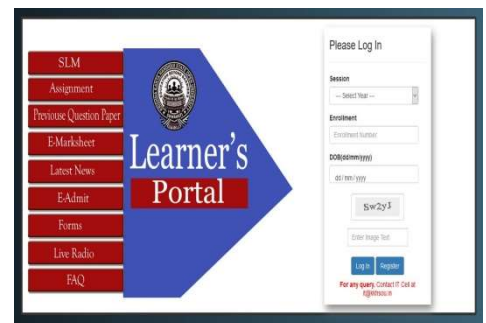 SLM
Assignment
Previouse Question Paper
E-Marksheet
Latest News
E-Admit
Forms
Live Radio
FAQ
Learner's
Portal
Please Log In
Session
--- Select Year ---
Enrollment
Enrolment Number
DOB(dd/mm/yyyy)
dd / mm / yyyy
Sw2y3
Enter Image Text
Log In
Register
For any query, Contact IT Cell at